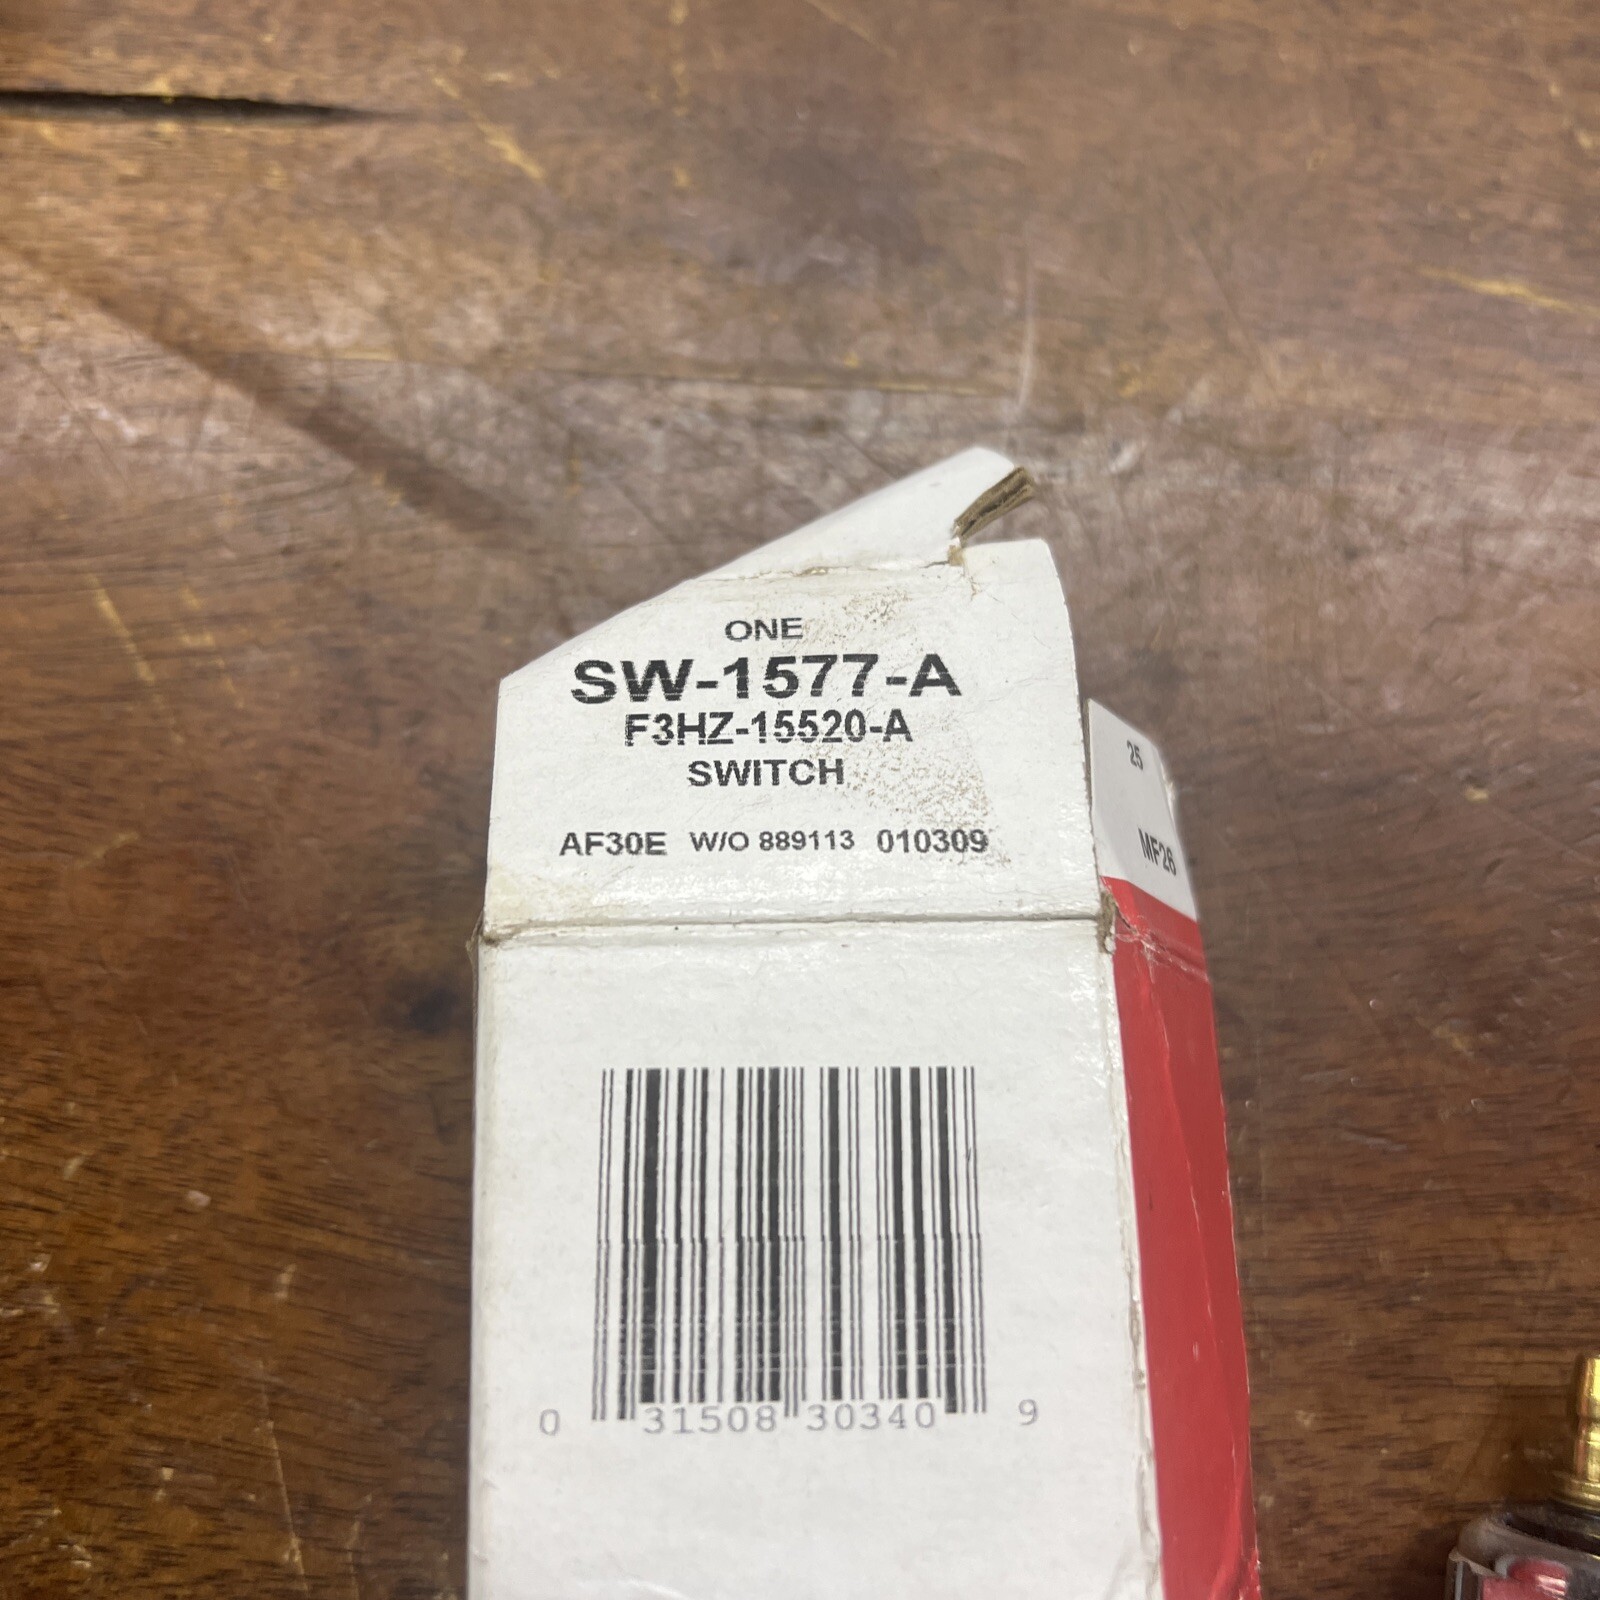 ONE
SW-1577-A
F3HZ-15520-A
SWITCH
AF30E W/O 889113 010309
25
MF26
0 31508 30340 9